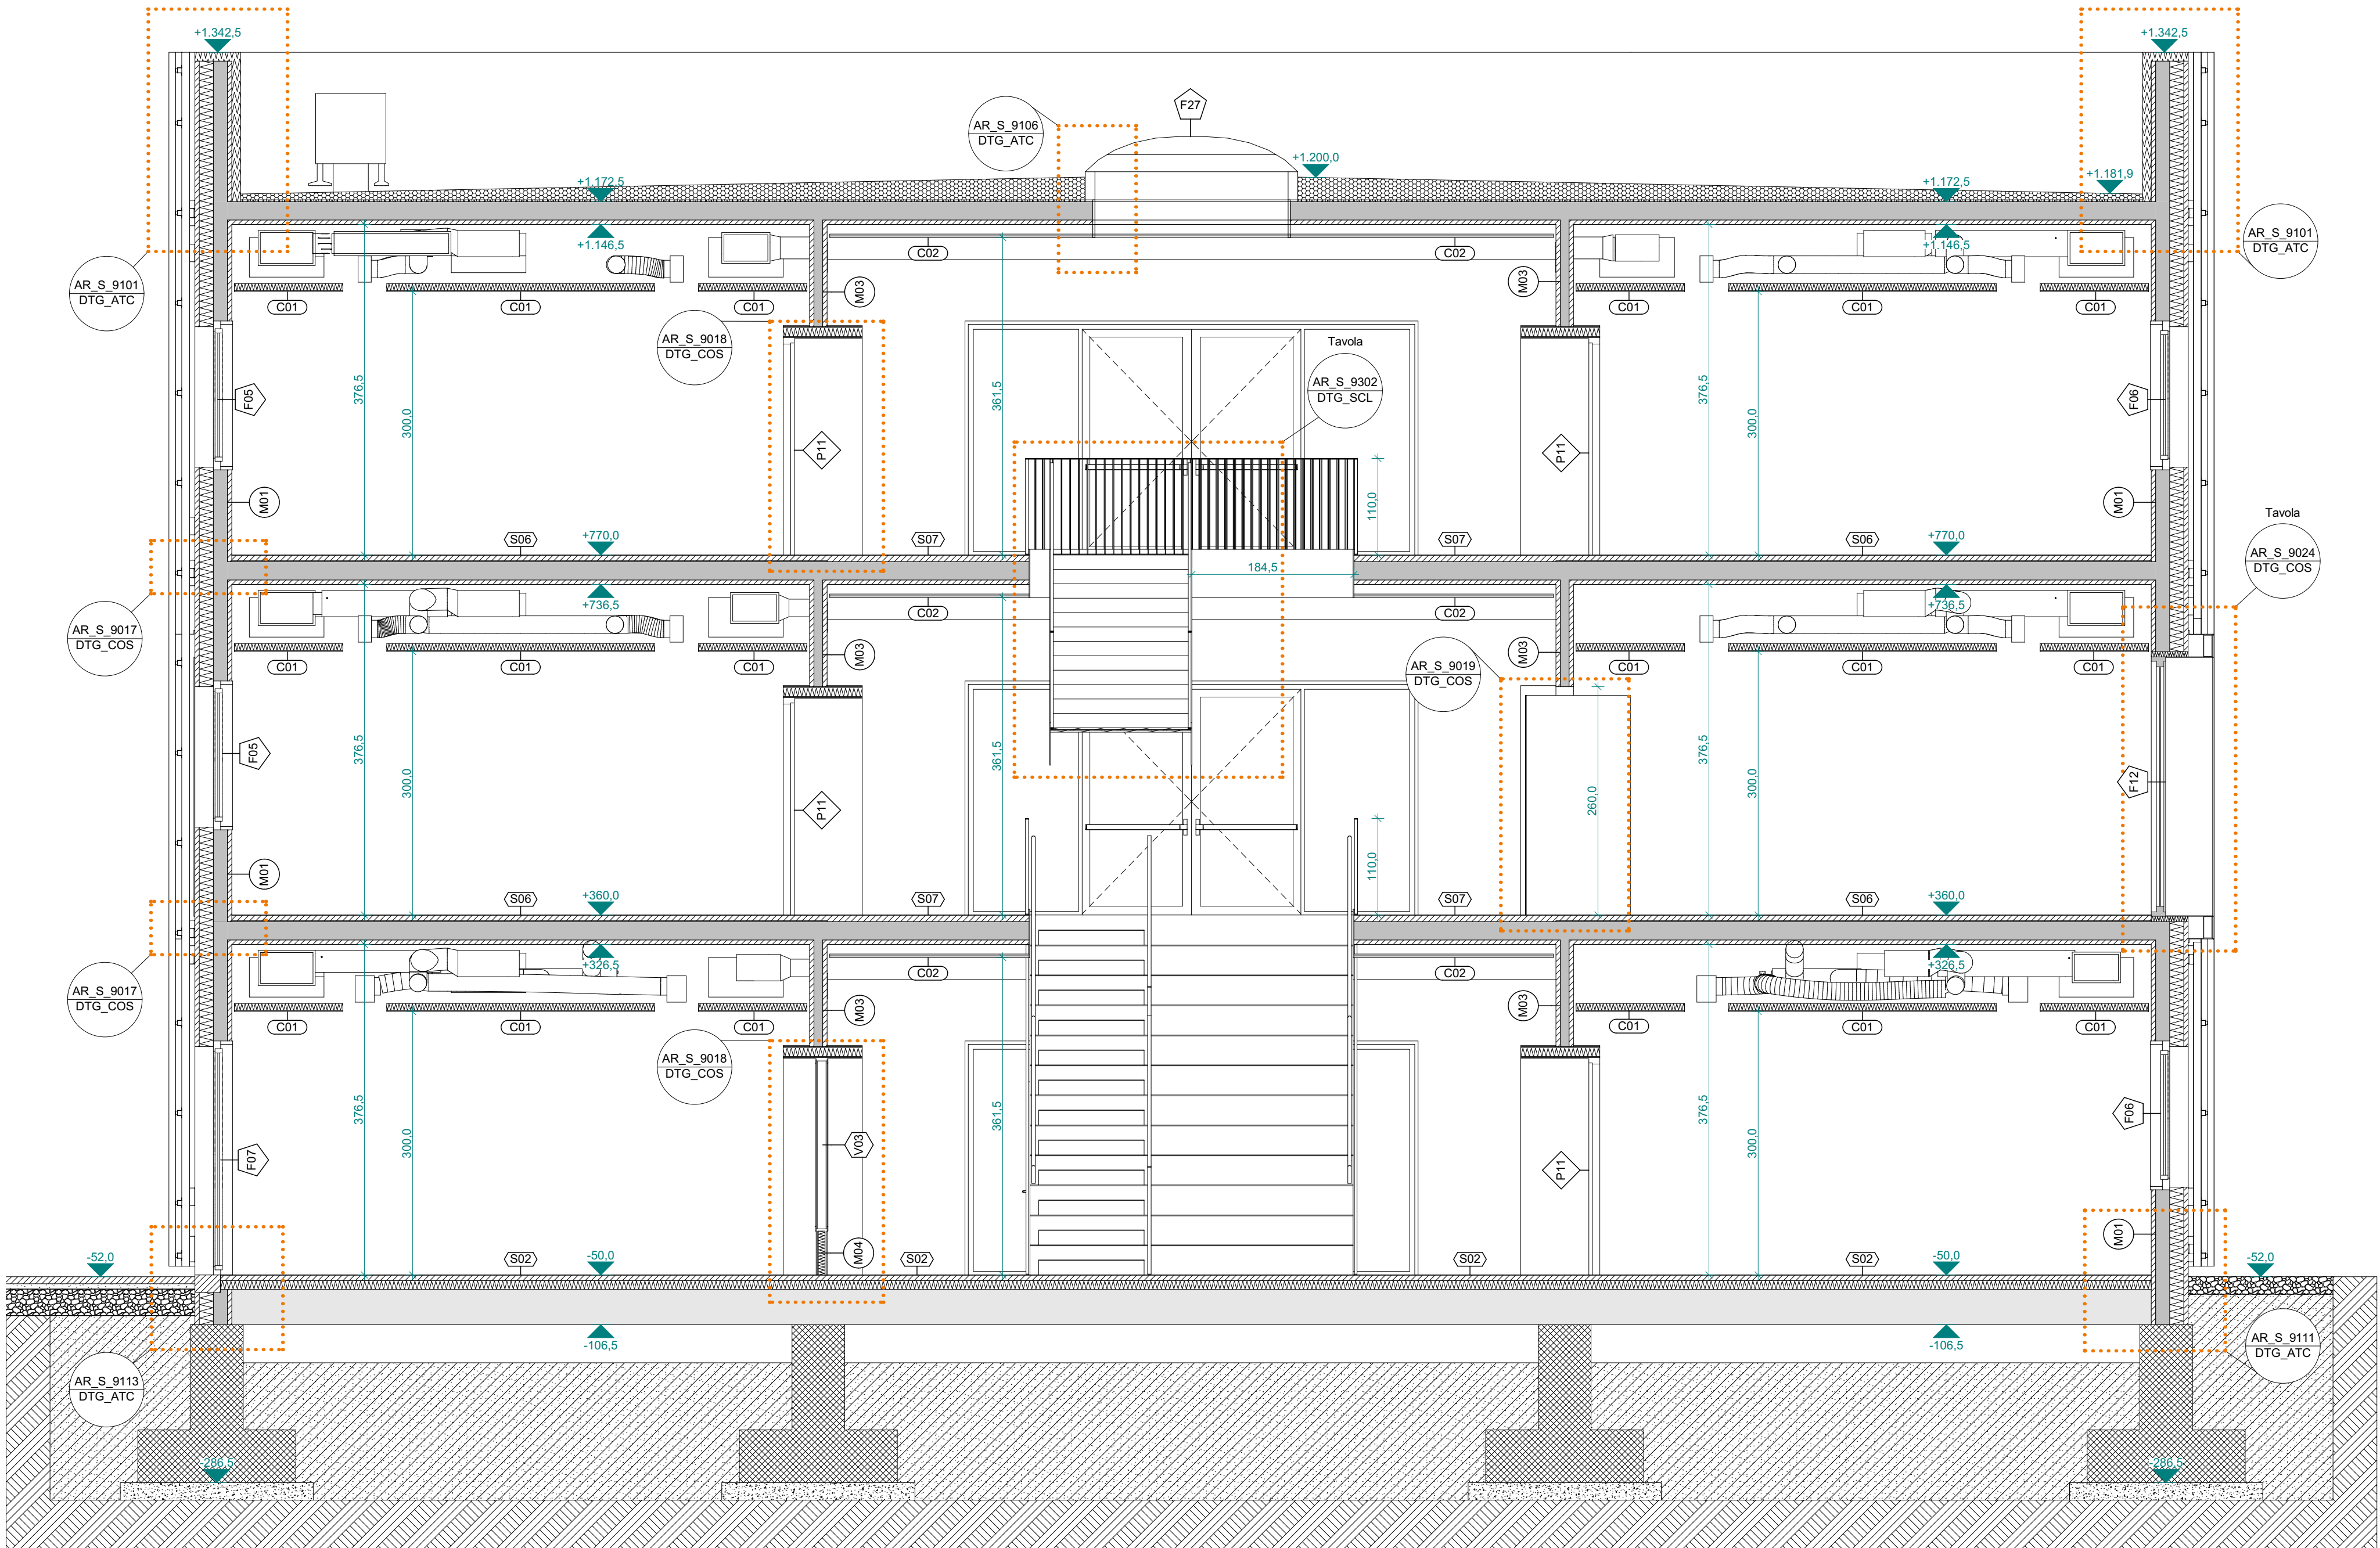 +1.342,5
+1.342,5
F27
AR_S_9106
DTG_ATC
+1.200,0
+1.172,5
+1.172,5
+1.181,9
+1.146,5
+1.146,5
AR_S_9101
DTG_ATC
AR_S_9101
DTG_ATC
C02
C02
M03
M03
C01
C01
C01
C01
C01
C01
AR_S_9018
DTG_COS
Tavola
AR_S_9302
DTG_SCL
F05
376,5
300,0
361,5
376,5
300,0
F06
P11
P11
M01
110,0
M01
Tavola
S06
+770,0
S07
S07
S06
+770,0
AR_S_9024
DTG_COS
184,5
+736,5
+736,5
C02
C02
AR_S_9017
DTG_COS
M03
M03
C01
C01
C01
C01
C01
C01
AR_S_9019
DTG_COS
F05
376,5
300,0
361,5
376,5
300,0
F12
P11
260,0
M01
110,0
S06
+360,0
S07
S07
S06
+360,0
+326,5
+326,5
C02
C02
AR_S_9017
DTG_COS
M03
M03
C01
C01
C01
C01
C01
C01
AR_S_9018
DTG_COS
376,5
300,0
361,5
376,5
300,0
F06
F07
V03
P11
M01
M04
-52,0
S02
-50,0
S02
S02
S02
-50,0
-52,0
-106,5
-106,5
AR_S_9113
DTG_ATC
AR_S_9111
DTG_ATC
-286,5
-286,5